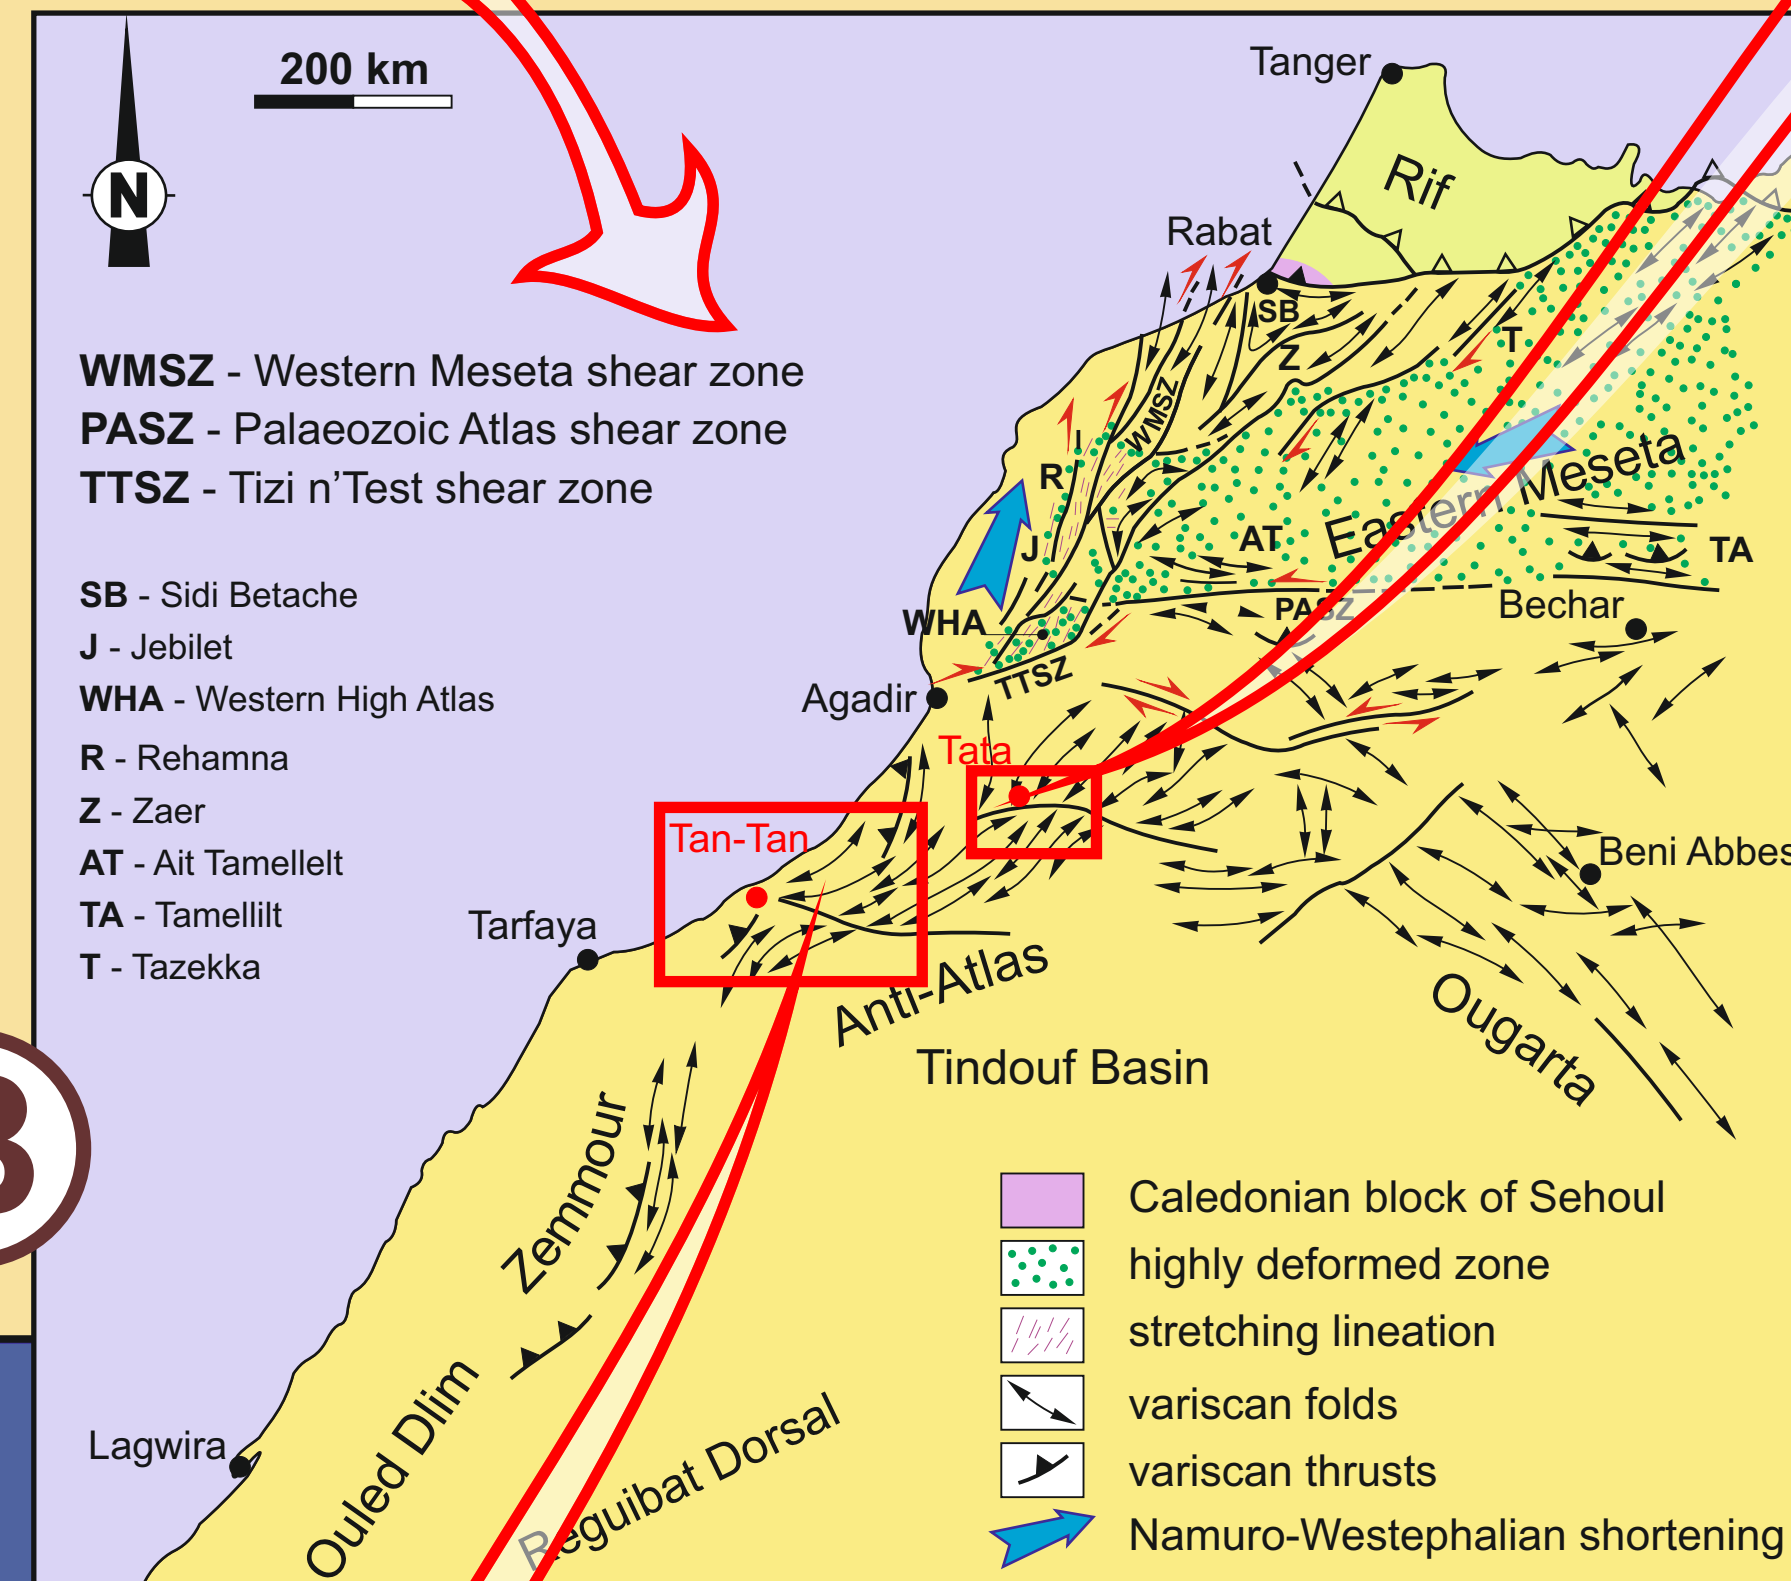 200 km
N
WMSZ - Western Meseta shear zone
PASZ - Palaeozoic Atlas shear zone
TTSZ - Tizi n'Test shear zone
SB - Sidi Betache
J - Jebilet
WHA - Western High Atlas
R - Rehamna
Z - Zaer
AT - Ait Tamellelt
TA - Tamellilt
T - Tazekka
Tanger
Rif
Rabat
SB
Z
T
WMSZ
I
R
J
AT
Eastern Meseta
TA
WHA
PASZ
Bechar
TTSZ
Agadir
Tata
Tan-Tan
Beni Abbes
Tarfaya
Anti-Atlas
Ougarta
Tindouf Basin
Zemmour
Ouled Dlim
Reguibat Dorsal
Lagwira
Caledonian block of Sehoul
highly deformed zone
stretching lineation
variscan folds
variscan thrusts
Namuro-Westephalian shortening